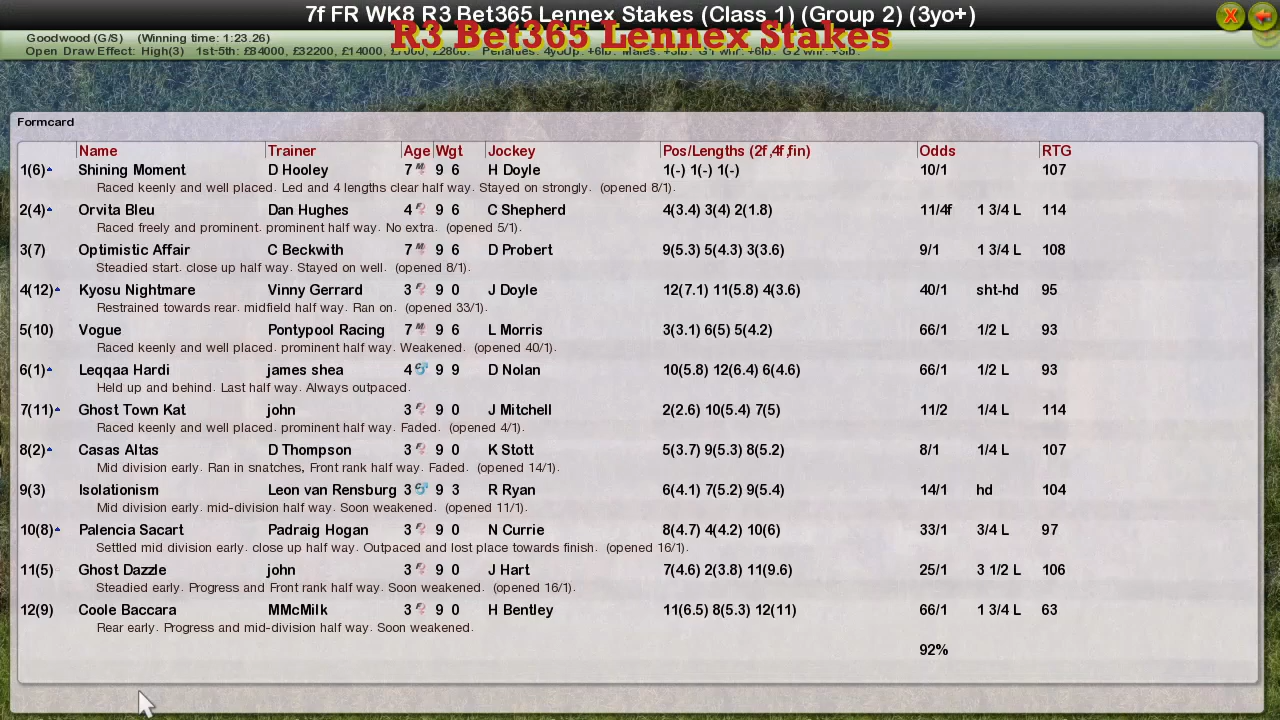 7f FR WK8 R3 Bet365 Lennex Stakes (Class 1) (Group 2) (3yo+)
R3 Bet365 Lennex Stakes
Goodwood (G/S) (Winning time: 1:23.26)
Open Draw Effect: High(3) 1st-5th: £84000, £32200, £14000, £7000, £2800. Penalties: 4yoUp. +6lb. Males: +3lb. G1 wnr: +6lb. G2 wnr: +3lb.
Formcard
Name Trainer Age Wgt Jockey Pos/Lengths (2f,4f,fin) Odds RTG
1(6) Shining Moment D Hooley 7 9 6 H Doyle 1(-) 1(-) 1(-) 10/1 107
Raced keenly and well placed. Led and 4 lengths clear half way. Stayed on strongly. (opened 8/1).
2(4) Orvita Bleu Dan Hughes 4 9 6 C Shepherd 4(3.4) 3(4) 2(1.8) 11/4f 1 3/4 L 114
Raced freely and prominent. prominent half way. No extra. (opened 5/1).
3(7) Optimistic Affair C Beckwith 7 9 6 D Probert 9(5.3) 5(4.3) 3(3.6) 9/1 1 3/4 L 108
Steadied start. close up half way. Stayed on well. (opened 8/1).
4(12) Kyosu Nightmare Vinny Gerrard 3 9 0 J Doyle 12(7.1) 11(5.8) 4(3.6) 40/1 sht-hd 95
Restrained towards rear. midfield half way. Ran on. (opened 33/1).
5(10) Vogue Pontypool Racing 7 9 6 L Morris 3(3.1) 6(5) 5(4.2) 66/1 1/2 L 93
Raced keenly and well placed. prominent half way. Weakened. (opened 40/1).
6(1) Leqqaa Hardi james shea 4 9 9 D Nolan 10(5.8) 12(6.4) 6(4.6) 66/1 1/2 L 93
Held up and behind. Last half way. Always outpaced.
7(11) Ghost Town Kat john 3 9 0 J Mitchell 2(2.6) 10(5.4) 7(5) 11/2 1/4 L 114
Raced keenly and well placed. prominent half way. Faded. (opened 4/1).
8(2) Casas Altas D Thompson 3 9 0 K Stott 5(3.7) 9(5.3) 8(5.2) 8/1 1/4 L 107
Mid division early. Ran in snatches, Front rank half way. Faded. (opened 14/1).
9(3) Isolationism Leon van Rensburg 3 9 3 R Ryan 6(4.1) 7(5.2) 9(5.4) 14/1 hd 104
Mid division early. mid-division half way. Soon weakened. (opened 11/1).
10(8) Palencia Sacart Padraig Hogan 3 9 0 N Currie 8(4.7) 4(4.2) 10(6) 33/1 3/4 L 97
Settled mid division early. close up half way. Outpaced and lost place towards finish. (opened 16/1).
11(5) Ghost Dazzle john 3 9 0 J Hart 7(4.6) 2(3.8) 11(9.6) 25/1 3 1/2 L 106
Steadied early. Progress and Front rank half way. Soon weakened. (opened 16/1).
12(9) Coole Baccara MMcMilk 3 9 0 H Bentley 11(6.5) 8(5.3) 12(11) 66/1 1 3/4 L 63
Rear early. Progress and mid-division half way. Soon weakened.
92%